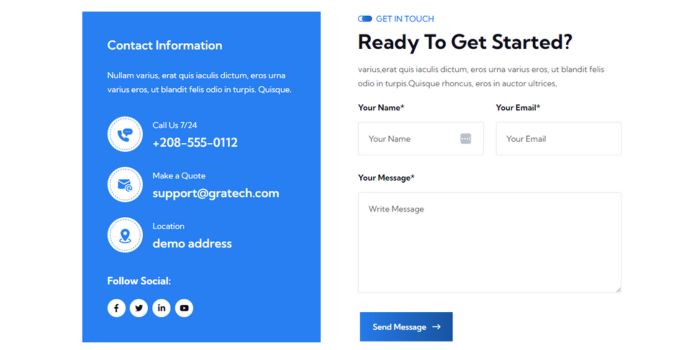 Contact Information
Nullam varius, erat quis iaculis dictum, eros urna
varius eros, ut blandit felis odio in turpis. Quisque.
Call Us 7/24
+208-555-0112
Make a Quote
support@gratech.com
Location
demo address
Follow Social:
GET IN TOUCH
Ready To Get Started?
varius,erat quis iaculis dictum, eros urna varius eros, ut blandit felis
odio in turpis.Quisque rhoncus, eros in auctor ultrices,
Your Name*
Your Email*
Your Name
Your Email
Your Message*
Write Message
Send Message